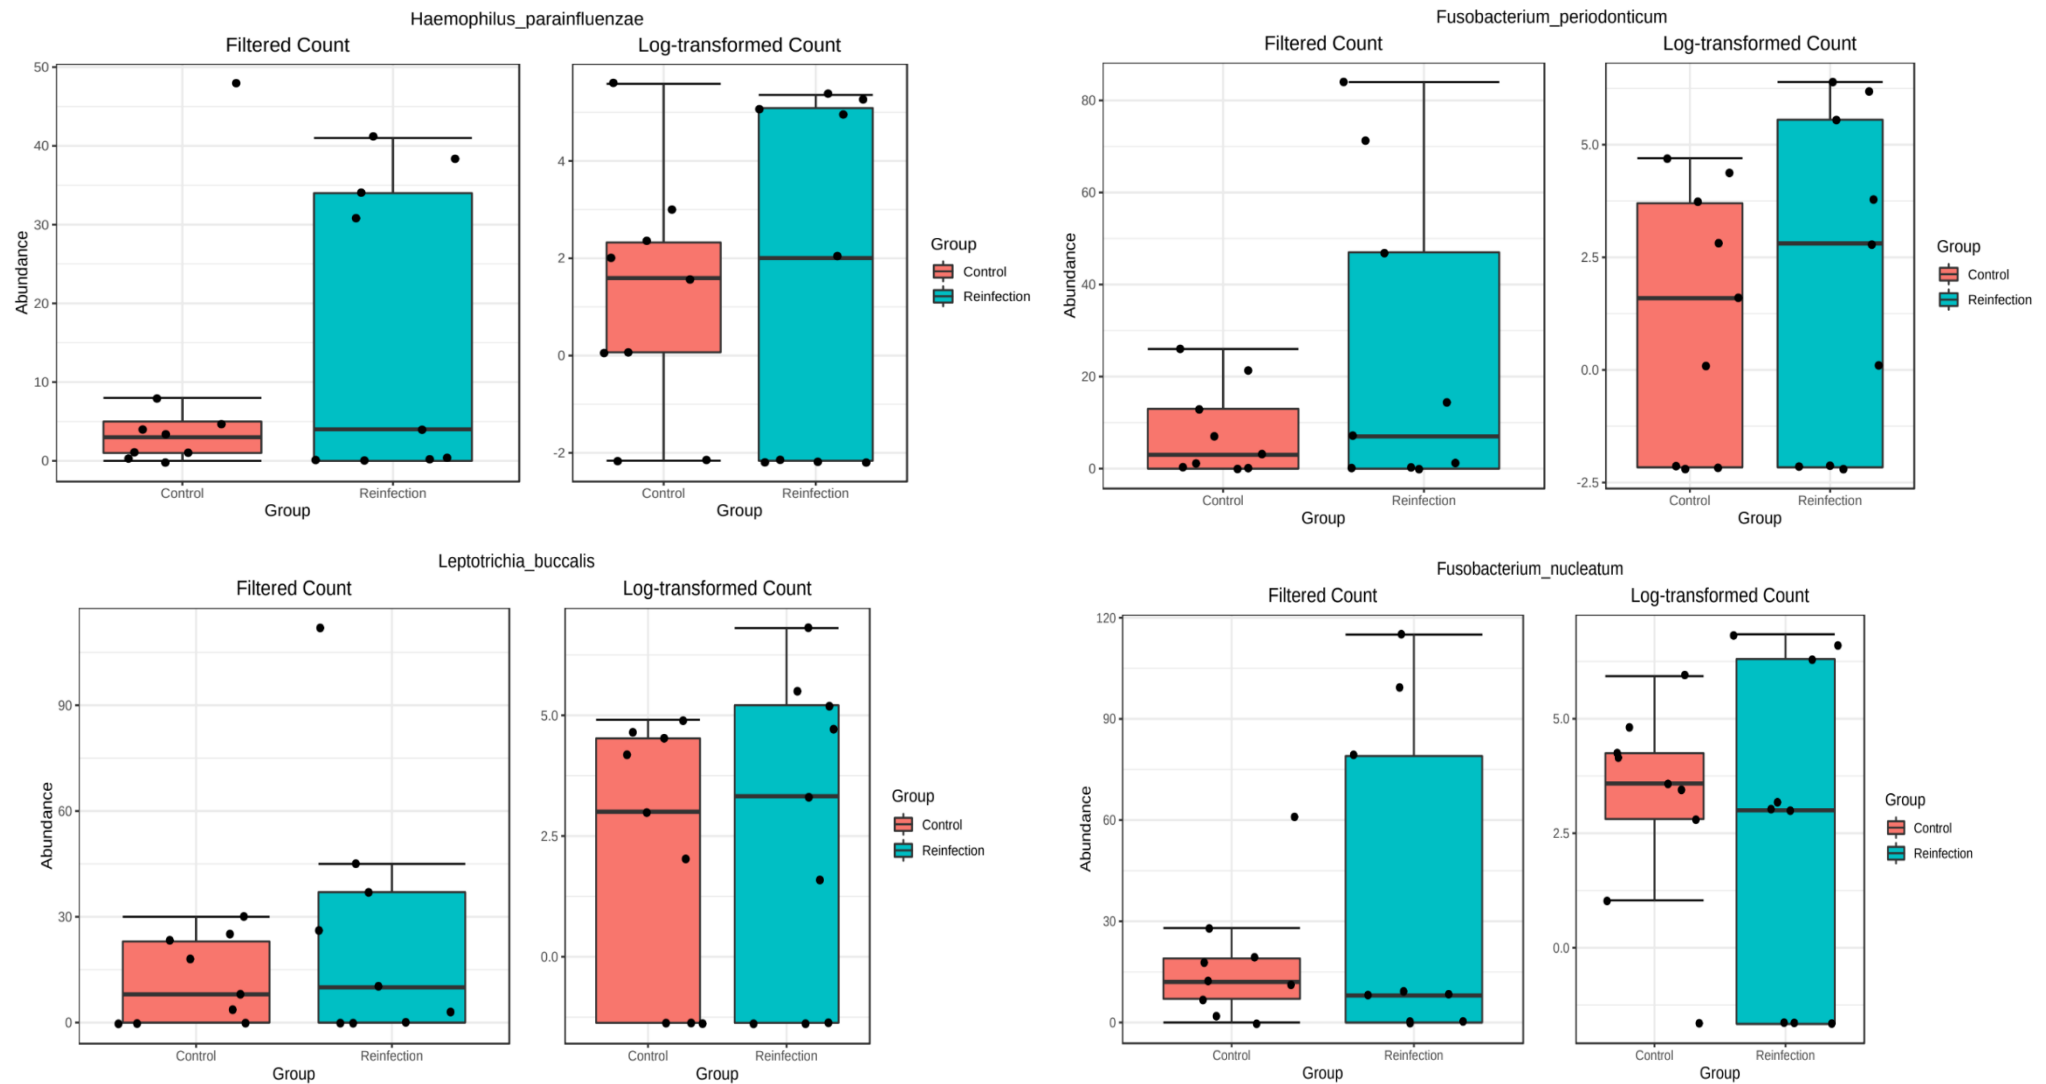 Haemophilus_parainfluenzae
Filtered Count
Log-transformed Count
50
40
30
20
10
0
4
2
0
-2
Abundance
Control
Reinfection
Control
Reinfection
Group
Group
Group
Control
Reinfection
Fusobacterium_periodonticum
Filtered Count
Log-transformed Count
80
60
40
20
0
5.0
2.5
0.0
-2.5
Abundance
Control
Reinfection
Control
Reinfection
Group
Group
Group
Control
Reinfection
Leptotrichia_buccalis
Filtered Count
Log-transformed Count
90
60
30
0
5.0
2.5
0.0
Abundance
Control
Reinfection
Control
Reinfection
Group
Group
Group
Control
Reinfection
Fusobacterium_nucleatum
Filtered Count
Log-transformed Count
120
90
60
30
0
5.0
2.5
0.0
Abundance
Control
Reinfection
Control
Reinfection
Group
Group
Group
Control
Reinfection